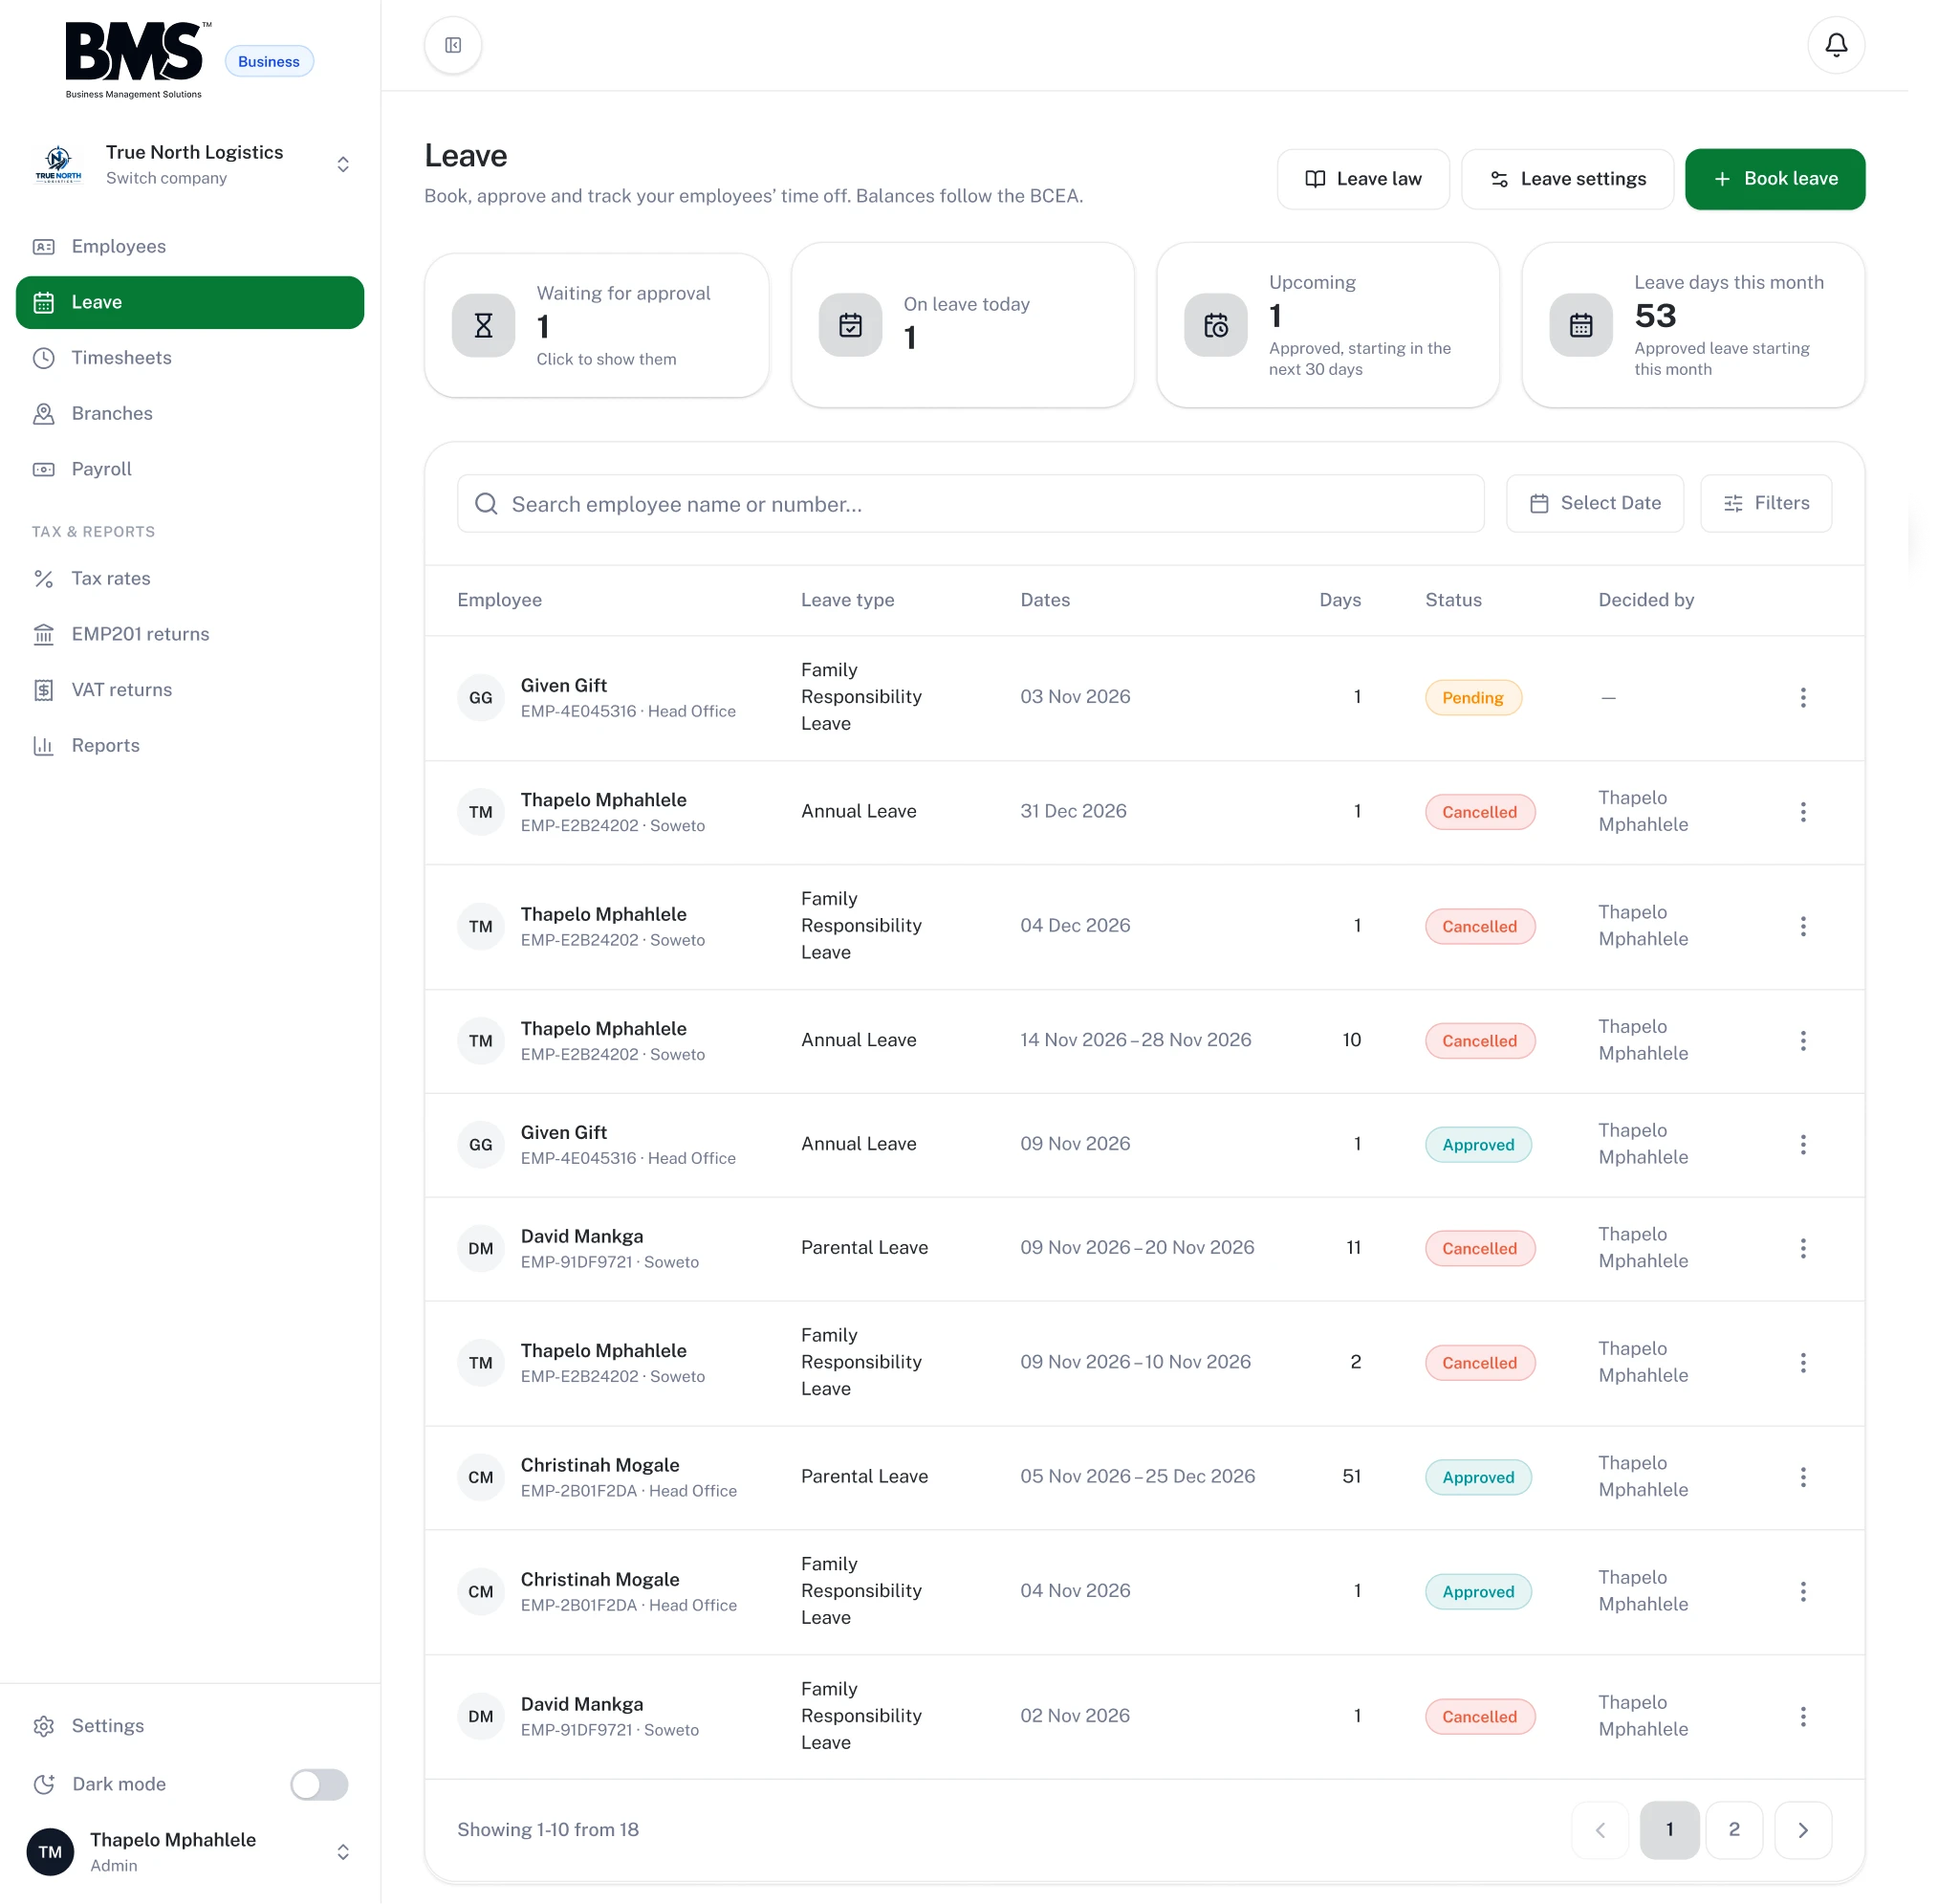 BMS™
Business Management Solutions
Business
True North Logistics
Switch company
TRUE NORTH
LOGISTICS
Employees
Leave
Timesheets
Branches
Payroll
TAX & REPORTS
Tax rates
EMP201 returns
VAT returns
Reports
Settings
Dark mode
TM
Thapelo Mphahlele
Admin
Leave
Book, approve and track your employees’ time off. Balances follow the BCEA.
Leave law
Leave settings
Book leave
Waiting for approval
1
Click to show them
On leave today
1
Upcoming
1
Approved, starting in the
next 30 days
Leave days this month
53
Approved leave starting
this month
Search employee name or number...
Select Date
Filters
Employee Leave type Dates Days Status Decided by
GG Given Gift
EMP-4E045316 · Head Office
Family
Responsibility
Leave
03 Nov 2026 1 Pending —
TM Thapelo Mphahlele
EMP-E2B24202 · Soweto
Annual Leave 31 Dec 2026 1 Cancelled
Thapelo
Mphahlele
TM Thapelo Mphahlele
EMP-E2B24202 · Soweto
Family
Responsibility
Leave
04 Dec 2026 1 Cancelled
Thapelo
Mphahlele
TM Thapelo Mphahlele
EMP-E2B24202 · Soweto
Annual Leave 14 Nov 2026 – 28 Nov 2026 10 Cancelled
Thapelo
Mphahlele
GG Given Gift
EMP-4E045316 · Head Office
Annual Leave 09 Nov 2026 1 Approved
Thapelo
Mphahlele
DM David Mankga
EMP-91DF9721 · Soweto
Parental Leave 09 Nov 2026 – 20 Nov 2026 11 Cancelled
Thapelo
Mphahlele
TM Thapelo Mphahlele
EMP-E2B24202 · Soweto
Family
Responsibility
Leave
09 Nov 2026 – 10 Nov 2026 2 Cancelled
Thapelo
Mphahlele
CM Christinah Mogale
EMP-2B01F2DA · Head Office
Parental Leave 05 Nov 2026 – 25 Dec 2026 51 Approved
Thapelo
Mphahlele
CM Christinah Mogale
EMP-2B01F2DA · Head Office
Family
Responsibility
Leave
04 Nov 2026 1 Approved
Thapelo
Mphahlele
DM David Mankga
EMP-91DF9721 · Soweto
Family
Responsibility
Leave
02 Nov 2026 1 Cancelled
Thapelo
Mphahlele
Showing 1-10 from 18
1 2